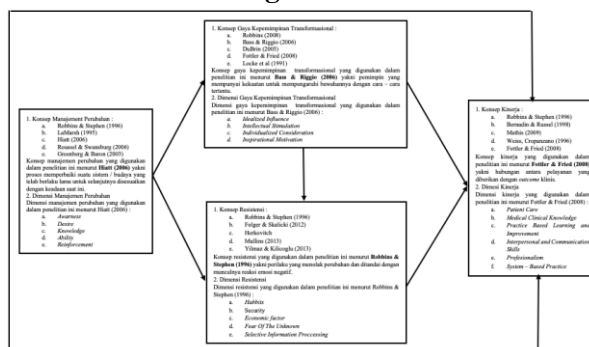 1. Konsep Manajemen Perubahan :
a. Robbins & Stephen (1996)
b. LaMarsh (1995)
c. Hiatt (2006)
d. Roussel & Swansburg (2006)
e. Greenberg & Baron (2003)
Konsep manajemen perubahan yang digunakan
dalam penelitian ini menurut Hiatt (2006) yakni
proses memperbaiki suatu sistem / budaya yang
telah berlaku lama untuk selanjutnya disesuaikan
dengan keadaan saat ini.
2. Dimensi Manajemen Perubahan
Dimensi manajemen perubahan yang digunakan
dalam penelitian ini menurut Hiatt (2006) :
a. Awareness
b. Desire
c. Knowledge
d. Ability
e. Reinforcement
1. Konsep Gaya Kepemimpinan Transformasional :
a. Robbins (2008)
b. Bass & Riggio (2006)
c. DuBrin (2005)
d. Fottler & Fried (2008)
e. Locke et al (1991)
Konsep gaya kepemimpinan transformasional yang digunakan dalam
penelitian ini menurut Bass & Riggio (2006) yakni pemimpin yang
mempunyai kekuatan untuk mempengaruhi bawahannya dengan cara – cara
tertentu.
2. Dimensi Gaya Kepemimpinan Transformasional
Dimensi gaya kepemimpinan transformasional yang digunakan dalam
penelitian ini menurut Bass & Riggio (2006) :
a. Idealized Influence
b. Intellectual Stimulation
c. Individualized Consideration
d. Inspirational Motivation
1. Konsep Resistensi :
a. Robbins & Stephen (1996)
b. Folger & Skarlicki (2012)
c. Herscovitch
d. Mullins (2015)
e. Yilmaz & Kilicoglu (2013)
Konsep resistensi yang digunakan dalam penelitian ini menurut Robbins
& Stephen (1996) yakni perilaku yang menolak perubahan dan ditandai dengan
munculnya reaksi emosi negatif.
2. Dimensi Resistensi
Dimensi resistensi yang digunakan dalam penelitian ini menurut Robbins &
Stephen (1996) :
a. Habbits
b. Security
c. Economic factor
d. Fear Of The Unknown
e. Selective Information Proccessing
1. Konsep Kinerja :
a. Robbins & Stephen (1996)
b. Bernadin & Russel (1998)
c. Mathis (2009)
d. Weiss, Cropanzano (1996)
e. Fottler & Fried (2008)
Konsep kinerja yang digunakan dalam
penelitian ini menurut Fottler & Fried (2008)
yakni hubungan antara pelayanan yang
diberikan dengan outcome klinis.
2. Dimesi Kinerja
Dimensi kinerja yang digunakan dalam
penelitian ini menurut Fottler & Fried (2008) :
a. Patient Care
b. Medical Clinical Knowledge
c. Practice Based Learning and
Improvement
d. Interpersonal and Communication
Skills
e. Profesionalism
f. System – Based Practice